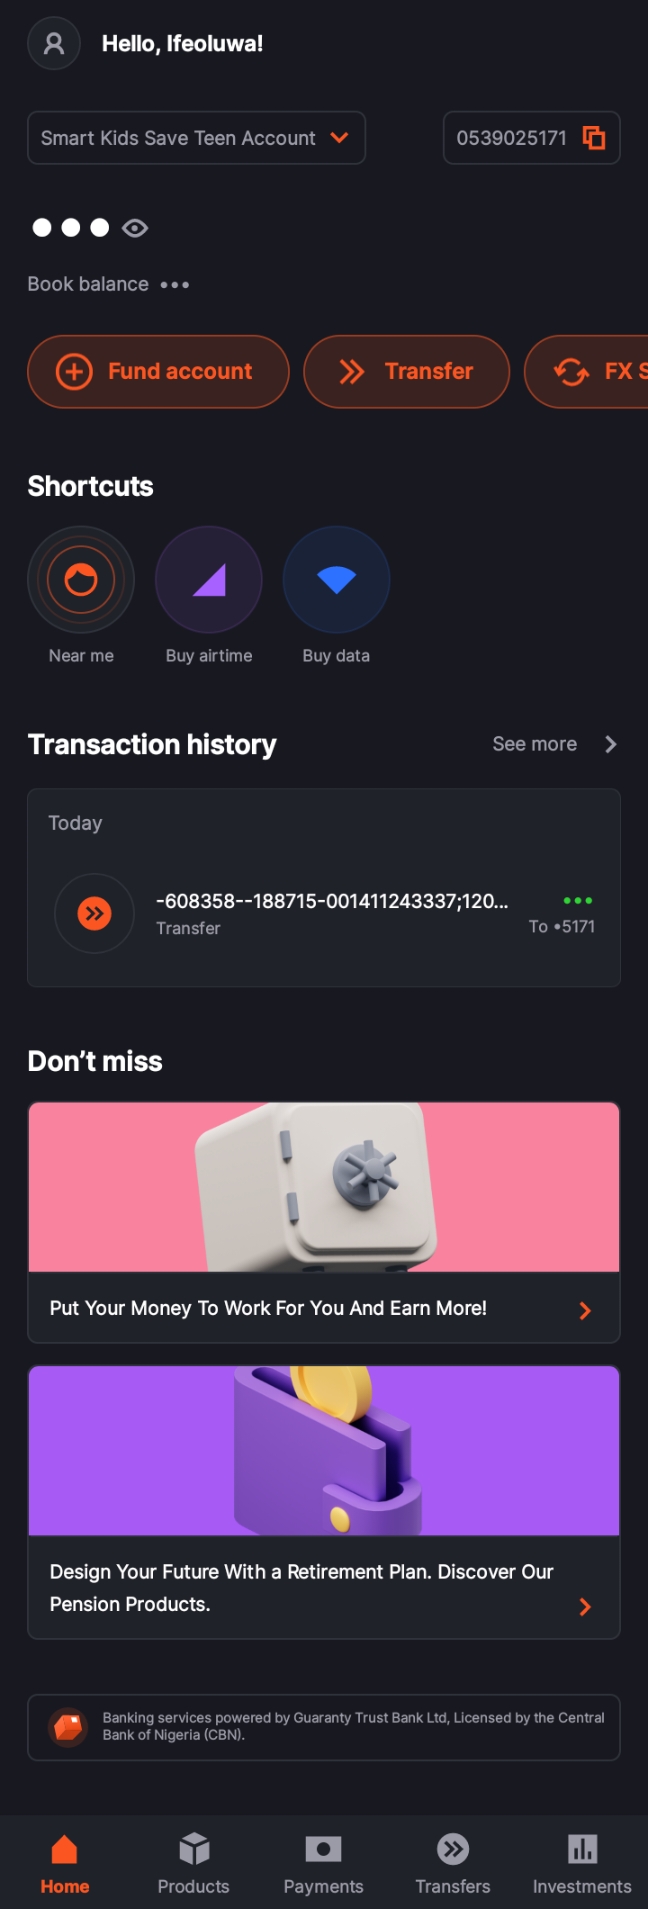 Hello, Ifeoluwa!
Smart Kids Save Teen Account
0539025171
Book balance
Fund account
Transfer
FX S
Shortcuts
Near me
Buy airtime
Buy data
Transaction history
See more
Today
-608358--188715-001411243337;120...
Transfer
To •5171
Don’t miss
Put Your Money To Work For You And Earn More!
Design Your Future With a Retirement Plan. Discover Our
Pension Products.
Banking services powered by Guaranty Trust Bank Ltd, Licensed by the Central
Bank of Nigeria (CBN).
Home
Products
Payments
Transfers
Investments